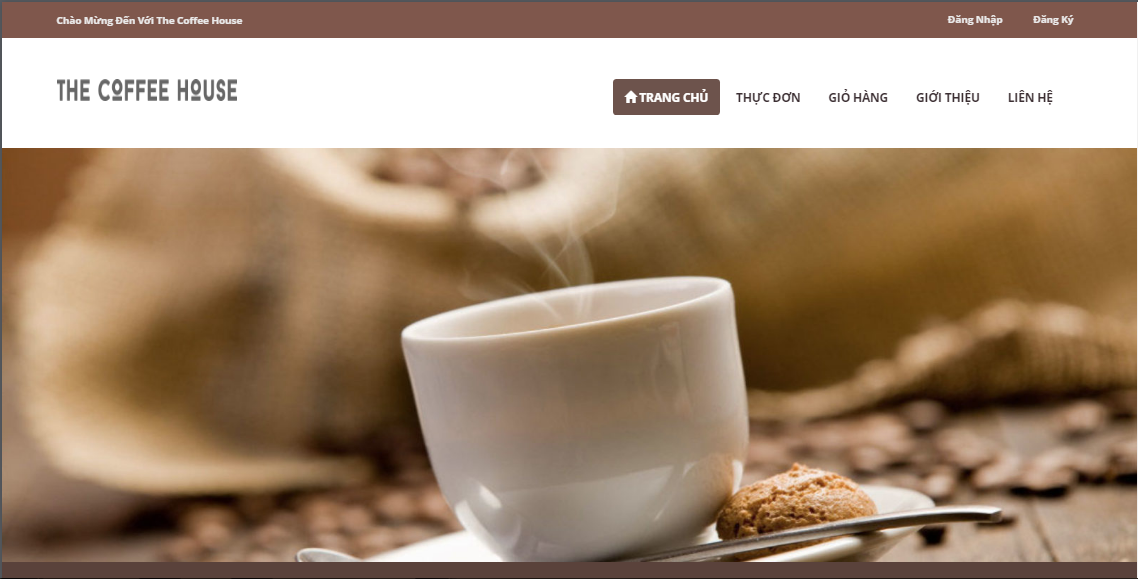 Chào Mừng Đến Với The Coffee House
Đăng Nhập
Đăng Ký
THE COFFEE HOUSE
TRANG CHỦ
THỰC ĐƠN
GIỎ HÀNG
GIỚI THIỆU
LIÊN HỆ